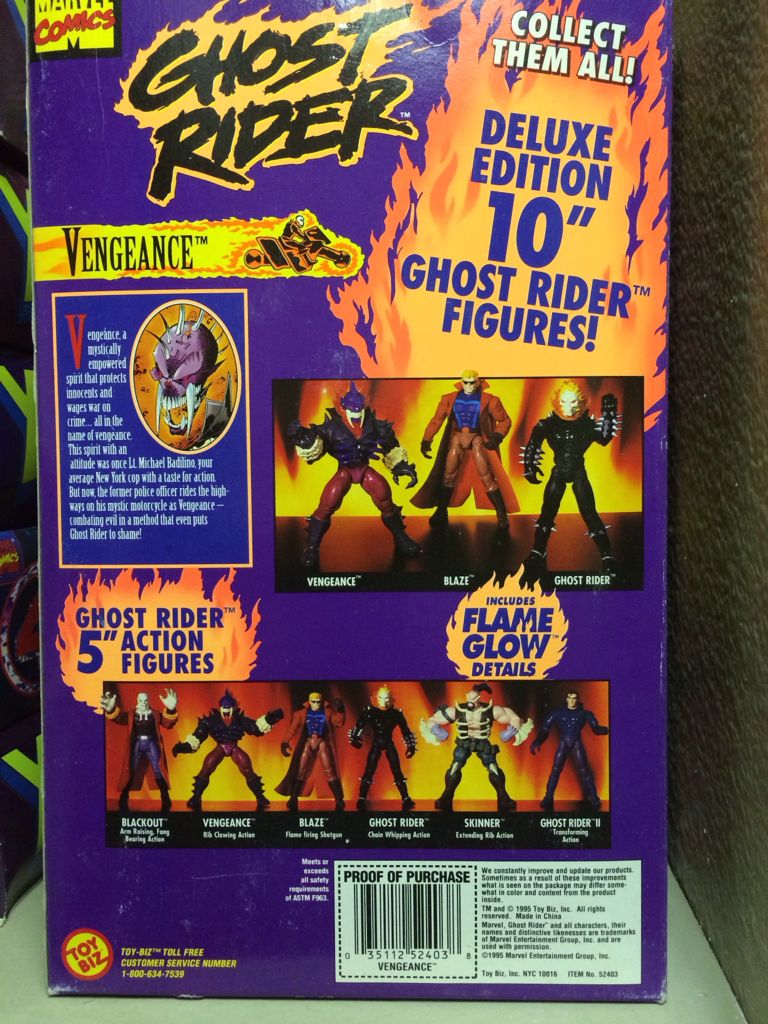 MARVEL
COMICS
M
GHOST
RIDER™
COLLECT
THEM ALL!
DELUXE
EDITION
10"
GHOST RIDER™
FIGURES!
VENGEANCE™
Vengeance, a
mystically
empowered
spirit that protects
innocents and
wages war on
crime... all in the
name of vengeance.
This spirit with an
attitude was once Lt. Michael Badilino, your
average New York cop with a taste for action.
But now, the former police officer rides the high-
ways on his mystic motorcycle as Vengeance –
combating evil in a method that even puts
Ghost Rider to shame!
VENGEANCE™ BLAZE™ GHOST RIDER™
GHOST RIDER™
5" ACTION
FIGURES
INCLUDES
FLAME
GLOW™
DETAILS
BLACKOUT™
Arm Raising, Fang
Bearing Action
VENGEANCE™
Rib Clawing Action
BLAZE™
Flame firing Shotgun
GHOST RIDER™
Chain Whipping Action
SKINNER™
Extending Rib Action
GHOST RIDER™ II
Transforming
Action
Meets or
exceeds
all safety
requirements
of ASTM F963.
PROOF OF PURCHASE
0 35112 52403 8
VENGEANCE™
We constantly improve and update our products.
Sometimes as a result of these improvements
what is seen on the package may differ some-
what in color and content from the product
inside.
TM and © 1995 Toy Biz, Inc. All rights
reserved. Made in China
Marvel, Ghost Rider™ and all characters, their
names and distinctive likenesses are trademarks
of Marvel Entertainment Group, Inc. and are
used with permission.
©1995 Marvel Entertainment Group, Inc.
Toy Biz, Inc. NYC 10016 ITEM No. 52403
TOY
BIZ
TOY-BIZ™ TOLL FREE
CUSTOMER SERVICE NUMBER
1-800-634-7539